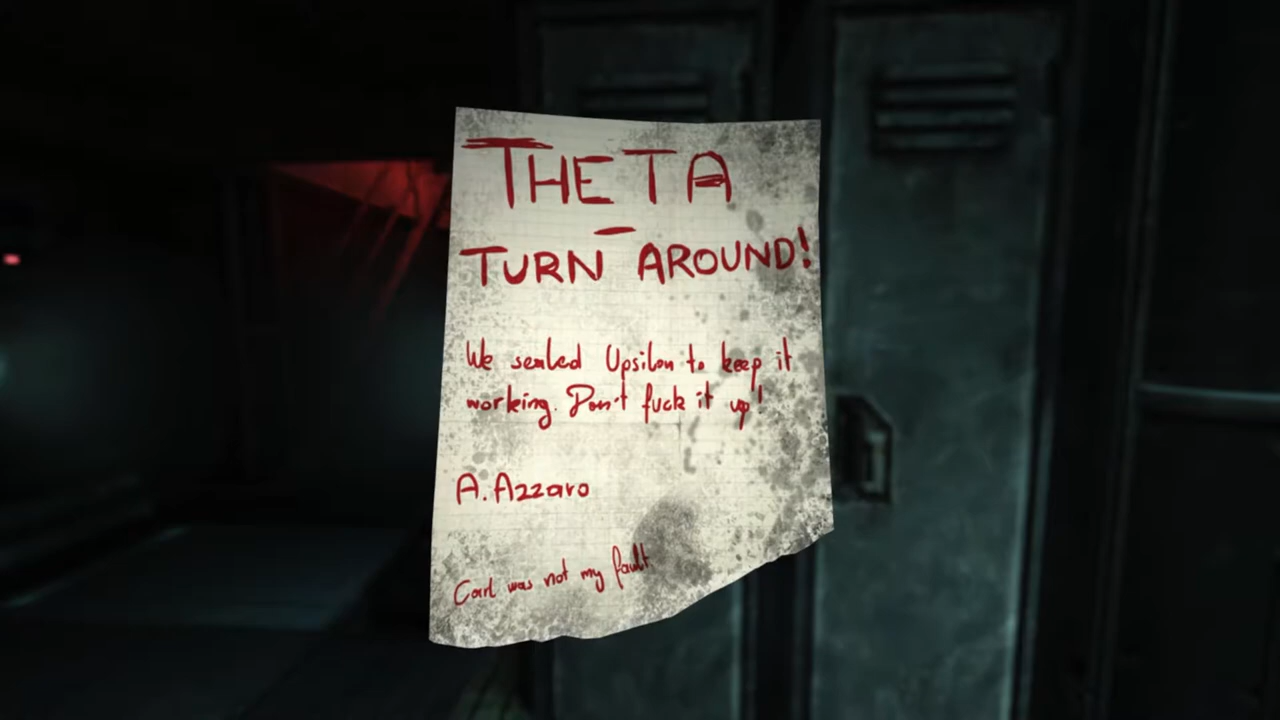 THETA
-
TURN AROUND!
We sealed Upsilon to keep it
working. Don't fuck it up!
A. Azzaro
Carl was not my fault